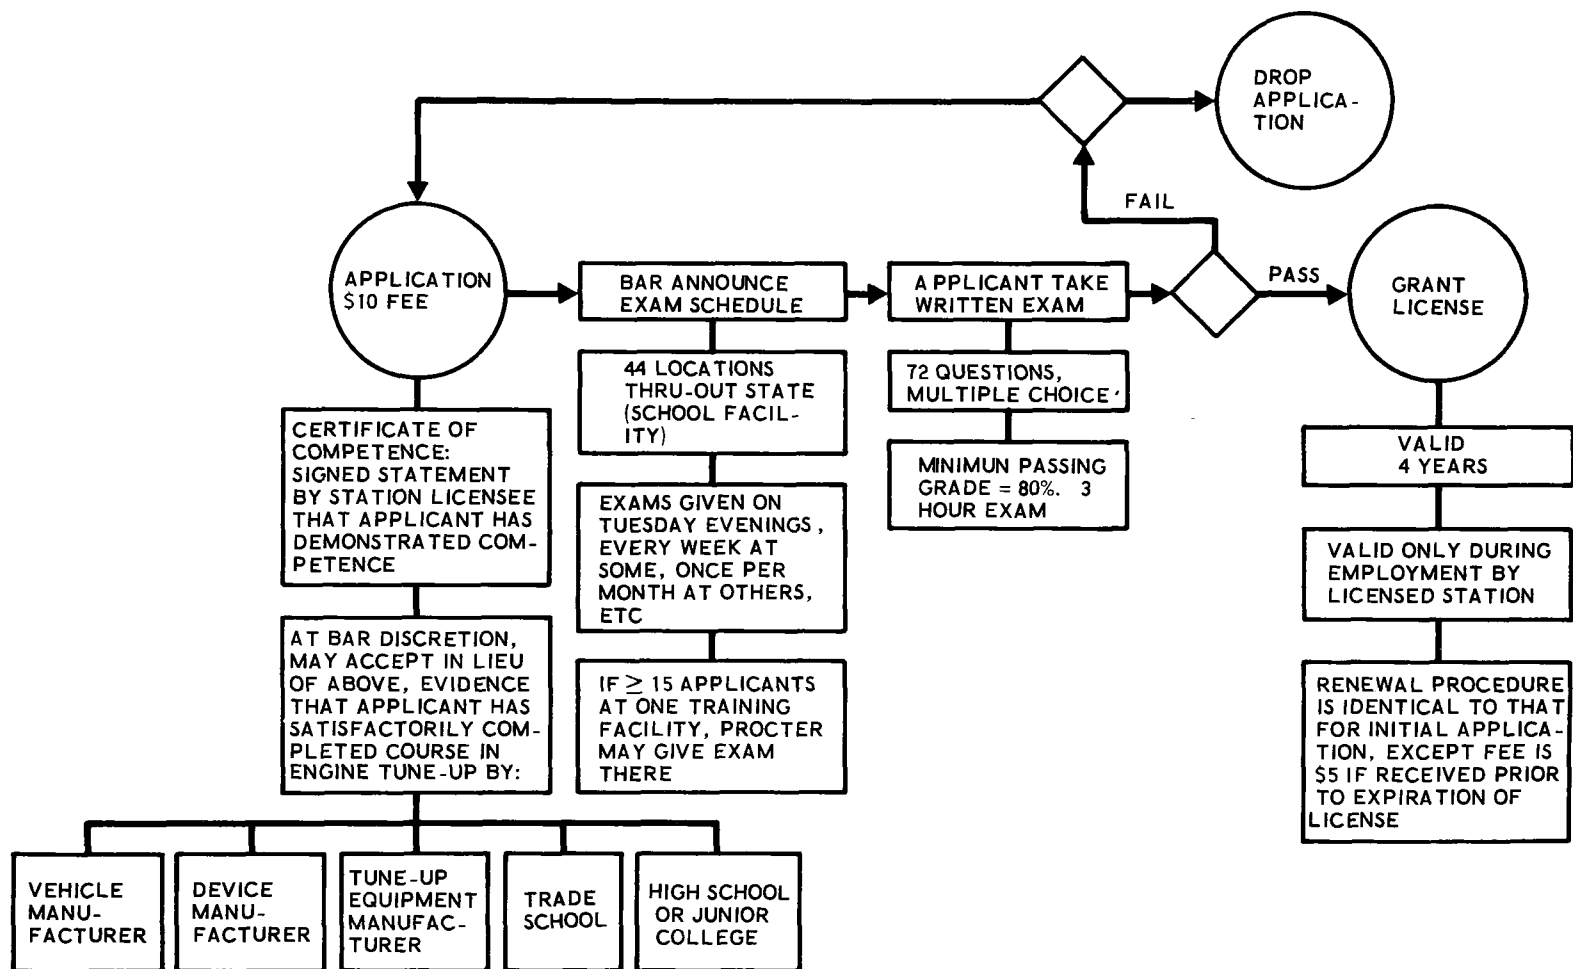 DROP
APPLICA-
TION
FAIL
APPLICATION
$10 FEE
BAR ANNOUNCE
EXAM SCHEDULE
A PPLICANT TAKE
WRITTEN EXAM
PASS
GRANT
LICENSE
44 LOCATIONS
THRU-OUT STATE
(SCHOOL FACIL-
ITY)
72 QUESTIONS,
MULTIPLE CHOICE
CERTIFICATE OF
COMPETENCE:
SIGNED STATEMENT
BY STATION LICENSEE
THAT APPLICANT HAS
DEMONSTRATED COM-
PETENCE
EXAMS GIVEN ON
TUESDAY EVENINGS,
EVERY WEEK AT
SOME, ONCE PER
MONTH AT OTHERS,
ETC
MINIMUN PASSING
GRADE = 80%. 3
HOUR EXAM
VALID
4 YEARS
VALID ONLY DURING
EMPLOYMENT BY
LICENSED STATION
AT BAR DISCRETION,
MAY ACCEPT IN LIEU
OF ABOVE, EVIDENCE
THAT APPLICANT HAS
SATISFACTORILY COM-
PLETED COURSE IN
ENGINE TUNE-UP BY:
IF ≥ 15 APPLICANTS
AT ONE TRAINING
FACILITY, PROCTER
MAY GIVE EXAM
THERE
RENEWAL PROCEDURE
IS IDENTICAL TO THAT
FOR INITIAL APPLICA-
TION, EXCEPT FEE IS
$5 IF RECEIVED PRIOR
TO EXPIRATION OF
LICENSE
VEHICLE
MANU-
FACTURER
DEVICE
MANU-
FACTURER
TUNE-UP
EQUIPMENT
MANUFAC-
TURER
TRADE
SCHOOL
HIGH SCHOOL
OR JUNIOR
COLLEGE